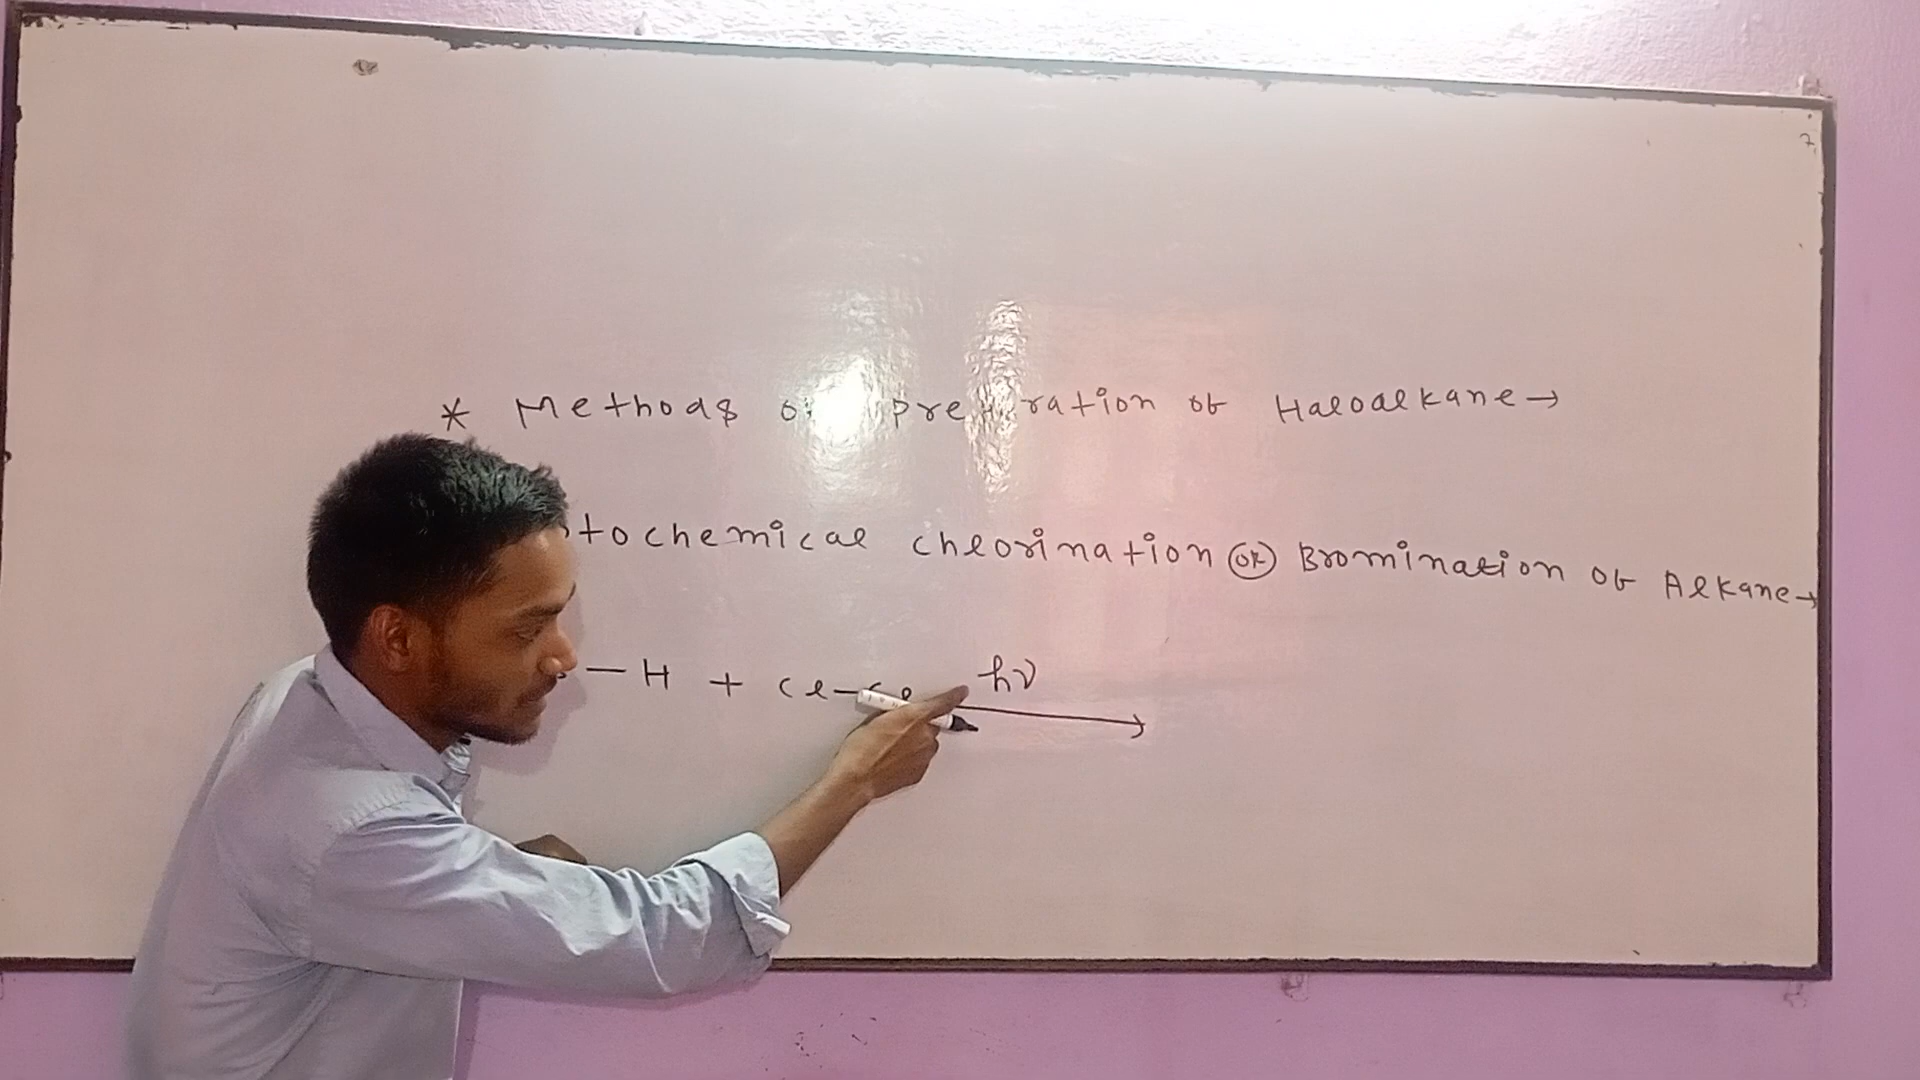 * Methods of preparation of Haloalkane →
tochemical chlorination OR Bromination of Alkane →
— H + Cl — Cl hν →